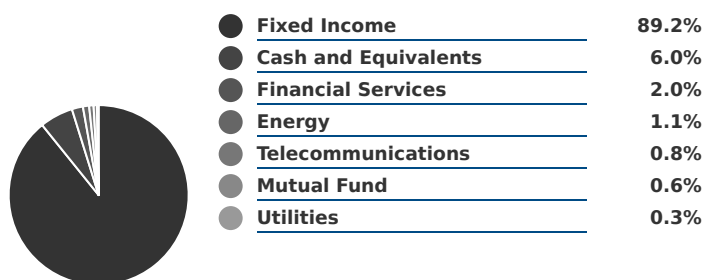 Fixed Income 89.2%
Cash and Equivalents 6.0%
Financial Services 2.0%
Energy 1.1%
Telecommunications 0.8%
Mutual Fund 0.6%
Utilities 0.3%